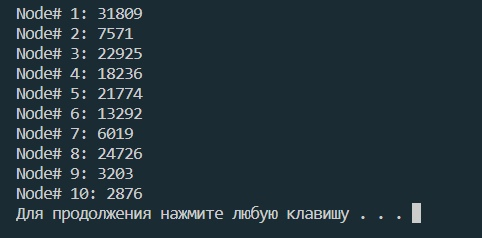 Node# 1: 31809
Node# 2: 7571
Node# 3: 22925
Node# 4: 18236
Node# 5: 21774
Node# 6: 13292
Node# 7: 6019
Node# 8: 24726
Node# 9: 3203
Node# 10: 2876
Для продолжения нажмите любую клавишу . . .